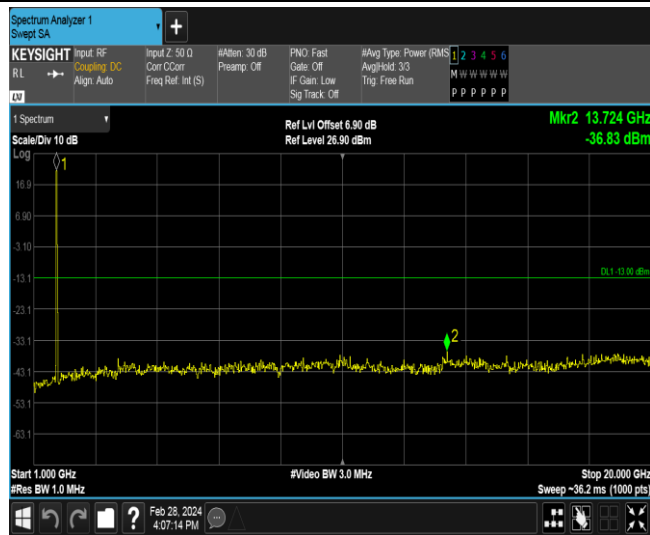 Spectrum Analyzer 1
Swept SA
+
KEYSIGHT
RL
LXI
Input: RF
Coupling: DC
Align: Auto
Input Z: 50 Ω
Corr CCorr
Freq Ref: Int (S)
#Atten: 30 dB
Preamp: Off
PNO: Fast
Gate: Off
IF Gain: Low
Sig Track: Off
#Avg Type: Power (RMS
Avg|Hold: 3/3
Trig: Free Run
1 2 3 4 5 6
M W W W W W
P P P P P P
1 Spectrum
Scale/Div 10 dB
Ref Lvl Offset 6.90 dB
Ref Level 26.90 dBm
Mkr2 13.724 GHz
-36.83 dBm
Log
1
16.9
6.90
-3.10
DL1 -13.00 dBm
-13.1
-23.1
2
-33.1
-43.1
-53.1
-63.1
Start 1.000 GHz
#Video BW 3.0 MHz
Stop 20.000 GHz
#Res BW 1.0 MHz
Sweep ~36.2 ms (1000 pts)
?
Feb 28, 2024
4:07:14 PM